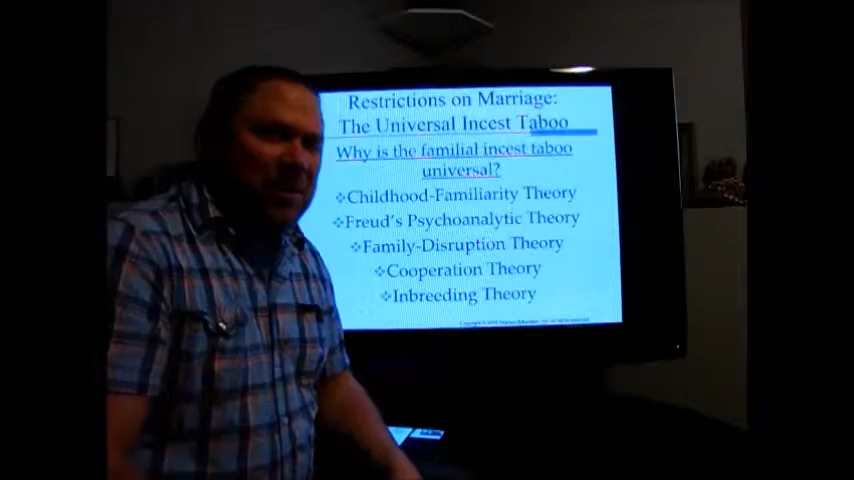 Restrictions on Marriage:
The Universal Incest Taboo
Why is the familial incest taboo
universal?
❖Childhood-Familiarity Theory
❖Freud's Psychoanalytic Theory
❖Family-Disruption Theory
❖Cooperation Theory
❖Inbreeding Theory